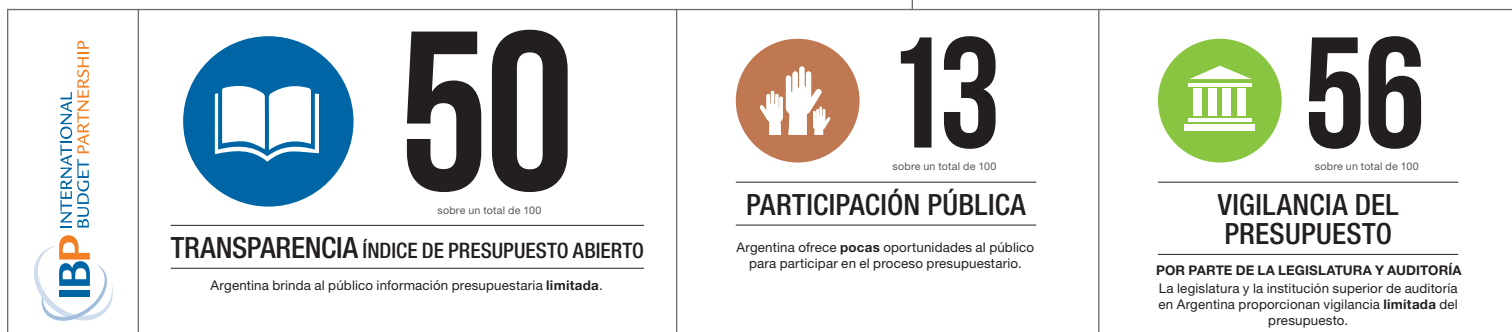 IBP INTERNATIONAL
BUDGET PARTNERSHIP
50
sobre un total de 100
TRANSPARENCIA ÍNDICE DE PRESUPUESTO ABIERTO
Argentina brinda al público información presupuestaria limitada.
13
sobre un total de 100
PARTICIPACIÓN PÚBLICA
Argentina ofrece pocas oportunidades al público
para participar en el proceso presupuestario.
56
sobre un total de 100
VIGILANCIA DEL
PRESUPUESTO
POR PARTE DE LA LEGISLATURA Y AUDITORÍA
La legislatura y la institución superior de auditoría
en Argentina proporcionan vigilancia limitada del
presupuesto.